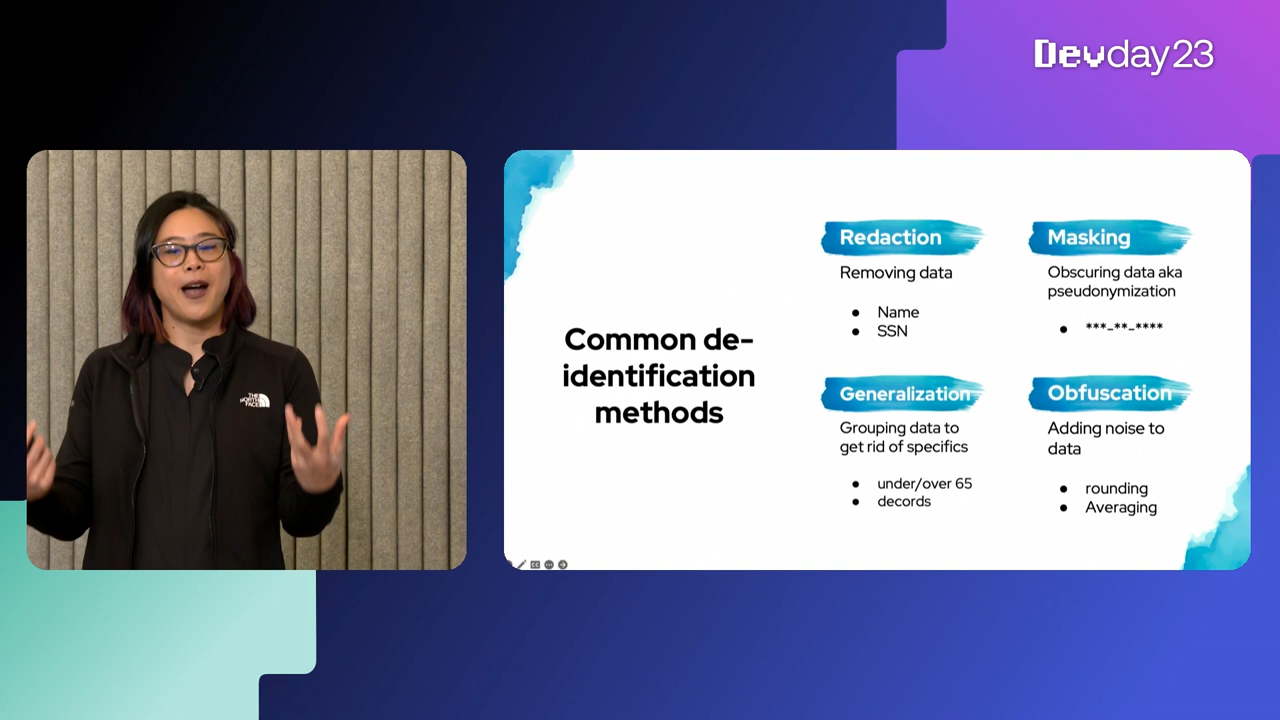 Devday23
THE
NORTH
FACE
Common de-
identification
methods
Redaction
Removing data
● Name
● SSN
Masking
Obscuring data aka
pseudonymization
● ***-**-****
Generalization
Grouping data to
get rid of specifics
● under/over 65
● decords
Obfuscation
Adding noise to
data
● rounding
● Averaging